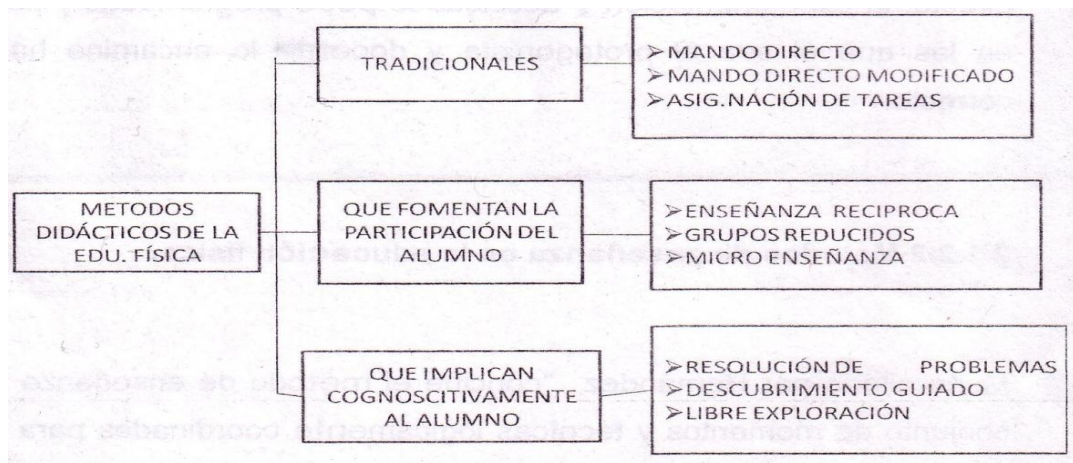 TRADICIONALES
➢MANDO DIRECTO
➢MANDO DIRECTO MODIFICADO
➢ASIG.NACIÓN DE TAREAS
METODOS
DIDÁCTICOS DE LA
EDU. FÍSICA
QUE FOMENTAN LA
PARTICIPACIÓN DEL
ALUMNO
➢ENSEÑANZA RECIPROCA
➢GRUPOS REDUCIDOS
➢MICRO ENSEÑANZA
QUE IMPLICAN
COGNOSCITIVAMENTE
AL ALUMNO
➢RESOLUCIÓN DE PROBLEMAS
➢DESCUBRIMIENTO GUIADO
➢LIBRE EXPLORACIÓN